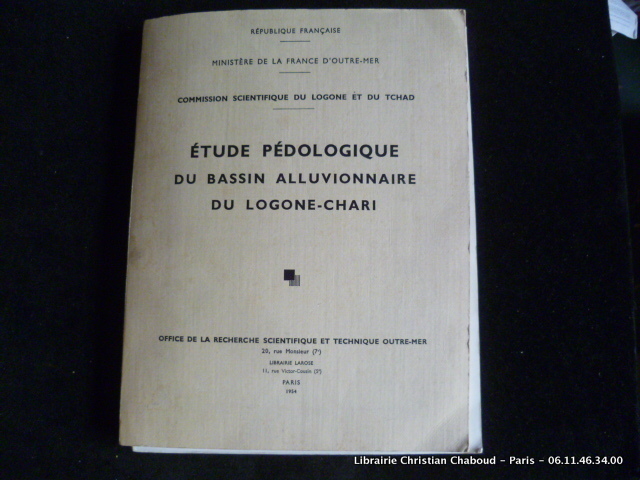 RÉPUBLIQUE FRANÇAISE
MINISTÈRE DE LA FRANCE D'OUTRE-MER
COMMISSION SCIENTIFIQUE DU LOGONE ET DU TCHAD
ÉTUDE PÉDOLOGIQUE
DU BASSIN ALLUVIONNAIRE
DU LOGONE-CHARI
OFFICE DE LA RECHERCHE SCIENTIFIQUE ET TECHNIQUE OUTRE-MER
20, rue Monsieur (7e)
LIBRAIRIE LAROSE
11, rue Victor-Cousin (5e)
PARIS
1954
Librairie Christian Chaboud - Paris - 06.11.46.34.00